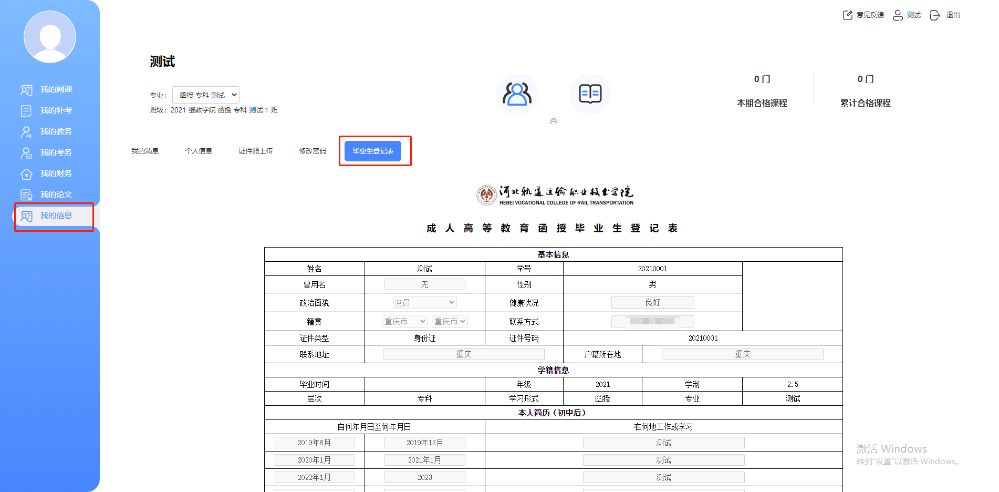 意见反馈 测试 退出
测试
专业： 函授 专科 测试
班级：2021 继教学院 函授 专科 测试 1 班
0 门 0 门
本期合格课程 累计合格课程
我的网课
我的补考
我的教务
我的考务
我的财务
我的论文
我的信息
我的消息 个人信息 证件照上传 修改密码 毕业生登记表
河北轨道运输职业技术学院
HEBEI VOCATIONAL COLLEGE OF RAIL TRANSPORTATION
成人高等教育函授毕业生登记表
基本信息
姓名 测试 学号 20210001
曾用名 无 性别 男
政治面貌 党员 健康状况 良好
籍贯 重庆市 重庆市 联系方式
证件类型 身份证 证件号码 20210001
联系地址 重庆 户籍所在地 重庆
学籍信息
毕业时间 年级 2021 学制 2.5
层次 专科 学习形式 函授 专业 测试
本人简历（初中后）
自何年月日至何年月日 在何地工作或学习
2019年8月 2019年12月 测试
2020年1月 2021年1月 测试
2022年1月 2023 测试
激活 Windows
转到“设置”以激活 Windows。